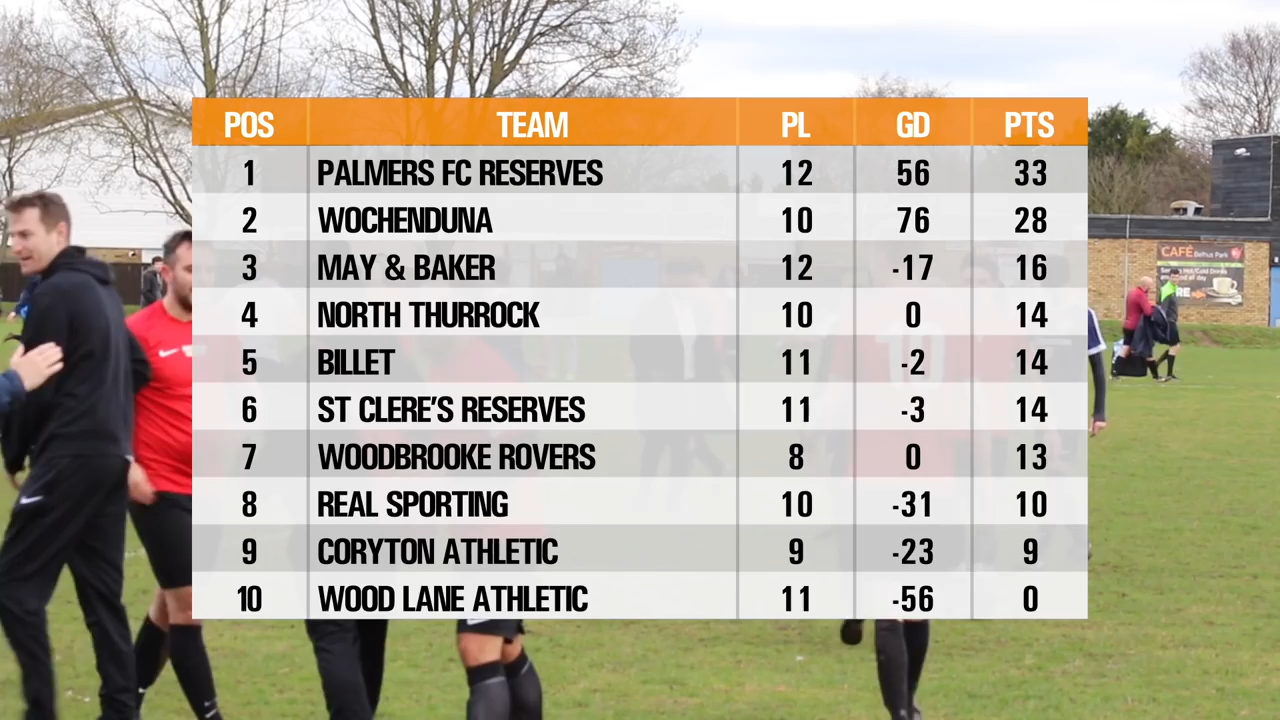 POS TEAM PL GD PTS
1 PALMERS FC RESERVES 12 56 33
2 WOCHENDUNA 10 76 28
3 MAY & BAKER 12 -17 16
4 NORTH THURROCK 10 0 14
5 BILLET 11 -2 14
6 ST CLERE'S RESERVES 11 -3 14
7 WOODBROOKE ROVERS 8 0 13
8 REAL SPORTING 10 -31 10
9 CORYTON ATHLETIC 9 -23 9
10 WOOD LANE ATHLETIC 11 -56 0
CAFÉ Belhus Park